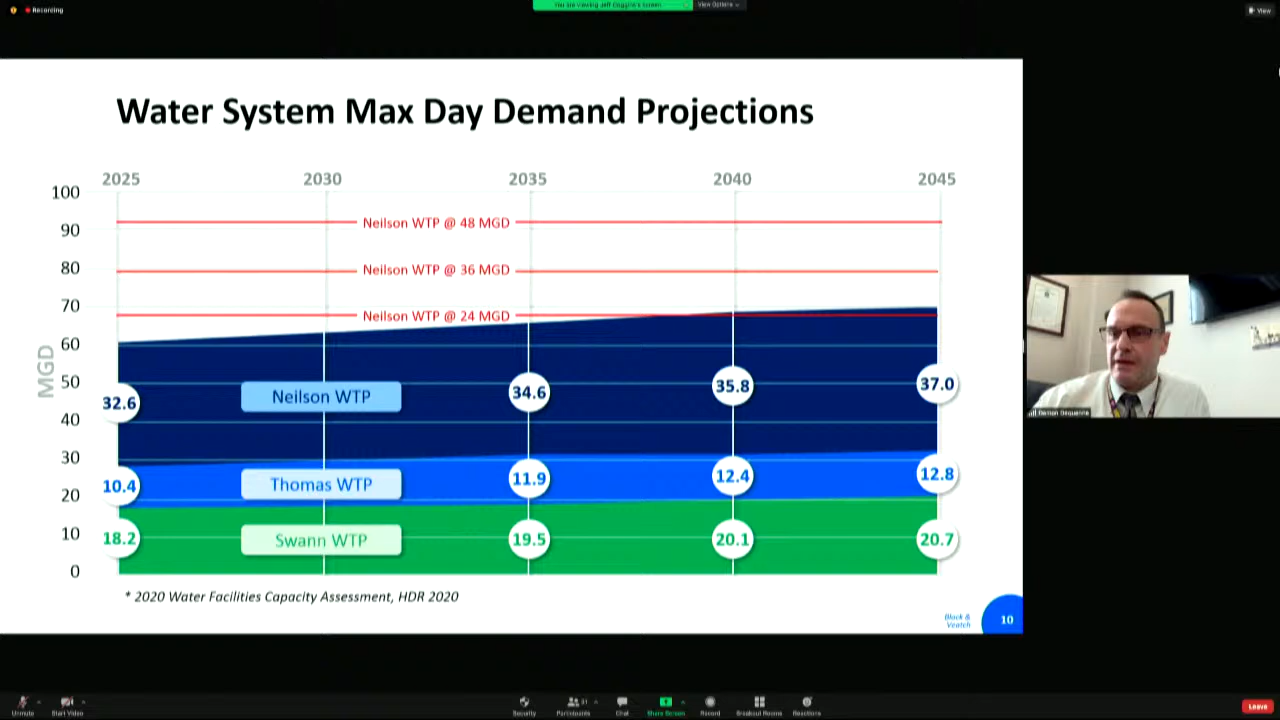 Recording
You are viewing Jeff Coggins's screen
View Options
View
Water System Max Day Demand Projections
2025 2030 2035 2040 2045
100
90
80
70
60
50
40
30
20
10
0
MGD
Neilson WTP @ 48 MGD
Neilson WTP @ 36 MGD
Neilson WTP @ 24 MGD
Neilson WTP
32.6 34.6 35.8 37.0
Thomas WTP
10.4 11.9 12.4 12.8
Swann WTP
18.2 19.5 20.1 20.7
* 2020 Water Facilities Capacity Assessment, HDR 2020
Black &
Veatch
10
Damon Dequenne
Unmute
Start Video
Security
Participants
31
Chat
Share Screen
Record
Breakout Rooms
Reactions
Leave